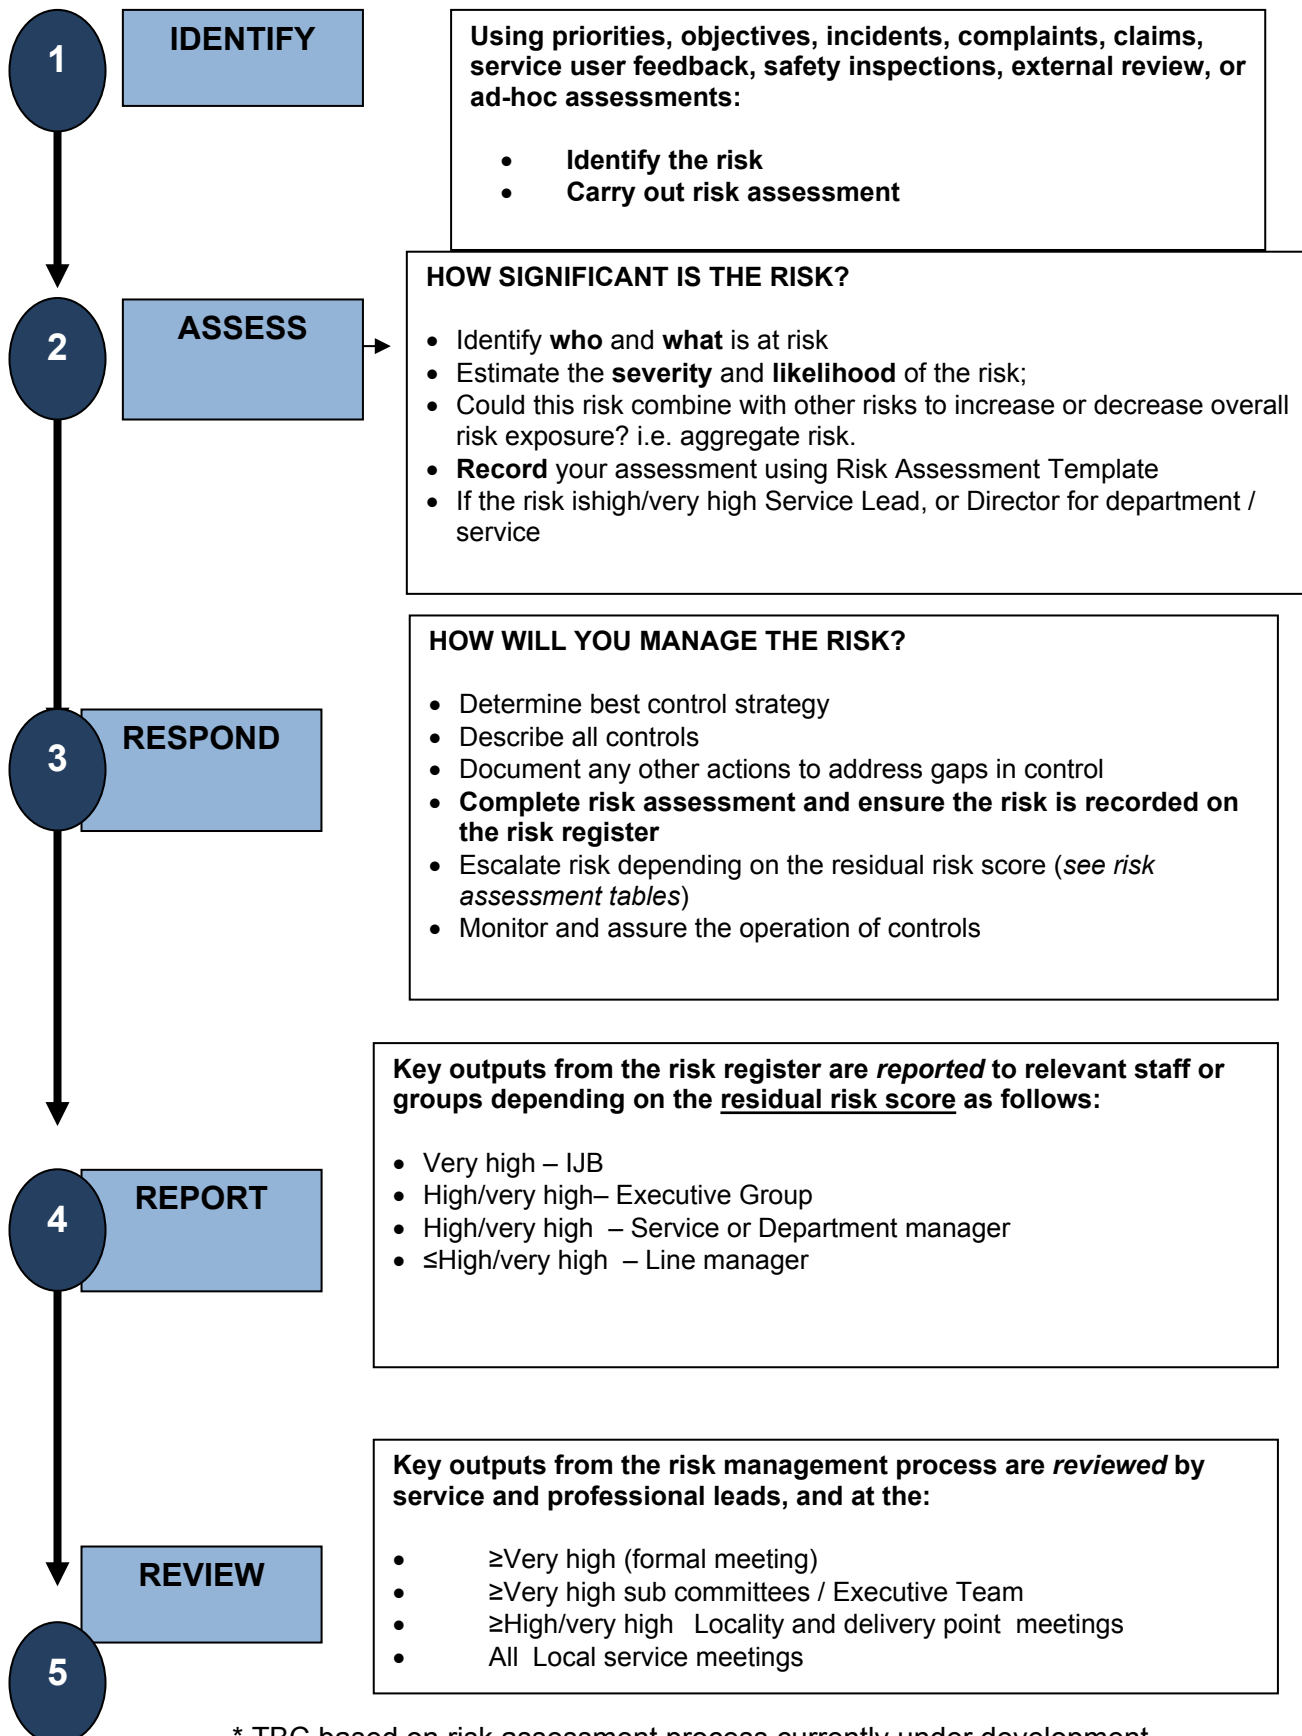 1
IDENTIFY
Using priorities, objectives, incidents, complaints, claims,
service user feedback, safety inspections, external review, or
ad-hoc assessments:
• Identify the risk
• Carry out risk assessment
2
ASSESS
HOW SIGNIFICANT IS THE RISK?
• Identify who and what is at risk
• Estimate the severity and likelihood of the risk;
• Could this risk combine with other risks to increase or decrease overall
risk exposure? i.e. aggregate risk.
• Record your assessment using Risk Assessment Template
• If the risk ishigh/very high Service Lead, or Director for department /
service
3
RESPOND
HOW WILL YOU MANAGE THE RISK?
• Determine best control strategy
• Describe all controls
• Document any other actions to address gaps in control
• Complete risk assessment and ensure the risk is recorded on
the risk register
• Escalate risk depending on the residual risk score (see risk
assessment tables)
• Monitor and assure the operation of controls
4
REPORT
Key outputs from the risk register are reported to relevant staff or
groups depending on the residual risk score as follows:
• Very high – IJB
• High/very high– Executive Group
• High/very high – Service or Department manager
• ≤High/very high – Line manager
5
REVIEW
Key outputs from the risk management process are reviewed by
service and professional leads, and at the:
• ≥Very high (formal meeting)
• ≥Very high sub committees / Executive Team
• ≥High/very high Locality and delivery point meetings
• All Local service meetings
* TBC based on risk assessment process currently under development